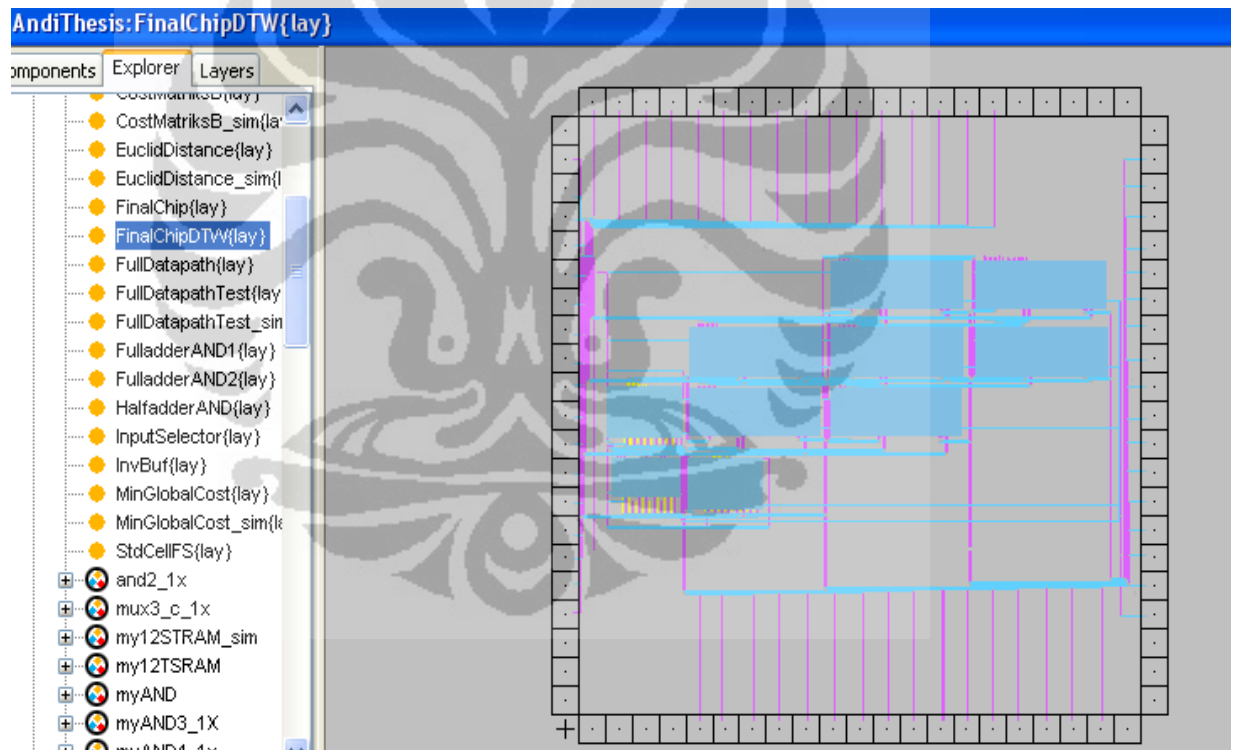 AndiThesis:FinalChipDTW{lay}
omponents Explorer Layers
CostMatriksB{lay}
CostMatriksB_sim{la
EuclidDistance{lay}
EuclidDistance_sim{l
FinalChip{lay}
FinalChipDTW{lay}
FullDatapath{lay}
FullDatapathTest{lay
FullDatapathTest_sin
FulladderAND1{lay}
FulladderAND2{lay}
HalfadderAND{lay}
InputSelector{lay}
InvBuf{lay}
MinGlobalCost{lay}
MinGlobalCost_sim{la
StdCellFS{lay}
and2_1x
mux3_c_1x
my12STRAM_sim
my12TSRAM
myAND
myAND3_1X
myAND4_1x